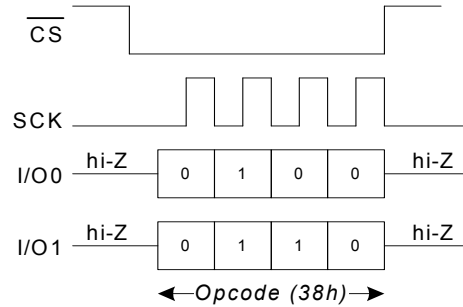 CS
SCK
I/O0 hi-Z 0 1 0 0 hi-Z
I/O1 hi-Z 0 1 1 0 hi-Z
Opcode (38h)